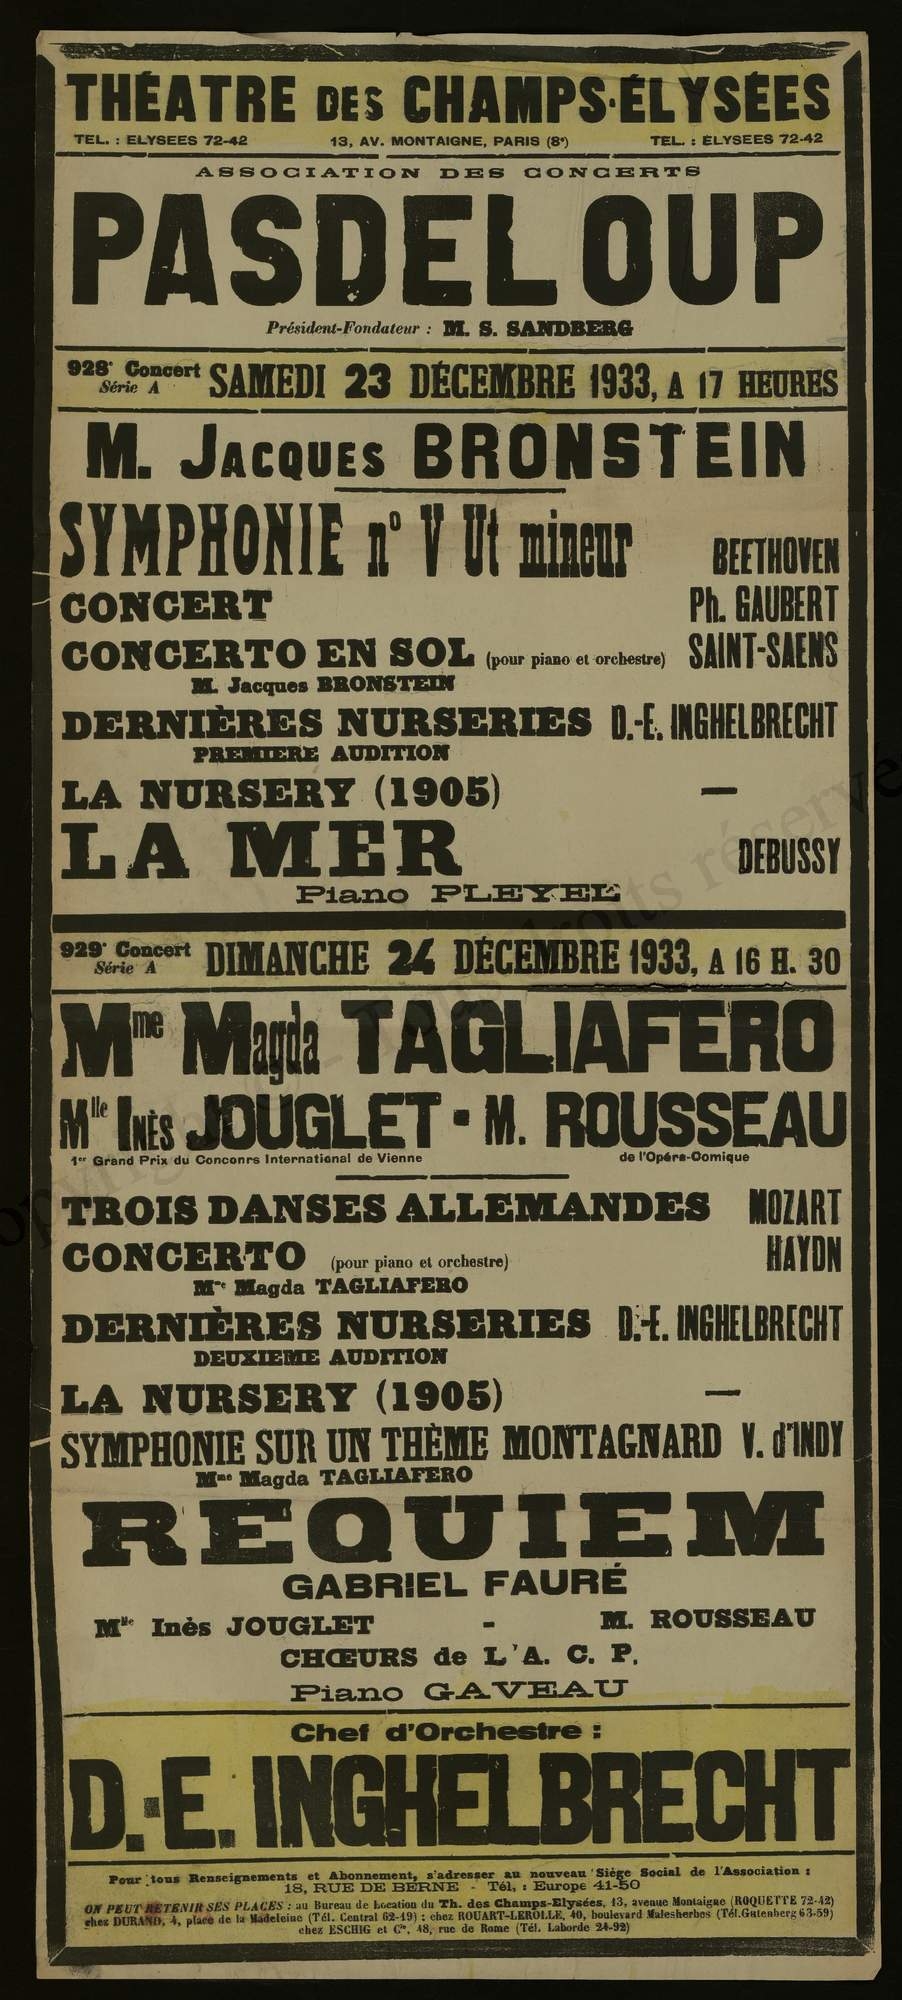 THÉATRE DES CHAMPS-ÉLYSÉES
TEL. : ELYSEES 72-42 13, AV. MONTAIGNE, PARIS (8e) TEL. : ELYSEES 72-42
ASSOCIATION DES CONCERTS
PASDELOUP
Président-Fondateur : M. S. SANDBERG
928e Concert
Série A
SAMEDI 23 DÉCEMBRE 1933, A 17 HEURES
M. JACQUES BRONSTEIN
SYMPHONIE n° V Ut mineur BEETHOVEN
CONCERT Ph. GAUBERT
CONCERTO EN SOL (pour piano et orchestre) SAINT-SAENS
M. Jacques BRONSTEIN
DERNIÈRES NURSERIES D.-E. INGHELBRECHT
PREMIERE AUDITION
LA NURSERY (1905) —
LA MER DEBUSSY
Piano PLEYEL
929e Concert
Série A
DIMANCHE 24 DÉCEMBRE 1933, A 16 H. 30
Mme Magda TAGLIAFERO
Mlle INÈS JOUGLET - M. ROUSSEAU
1er Grand Prix du Conconrs International de Vienne de l'Opéra-Comique
TROIS DANSES ALLEMANDES MOZART
CONCERTO (pour piano et orchestre) HAYDN
Mme Magda TAGLIAFERO
DERNIÈRES NURSERIES D.-E. INGHELBRECHT
DEUXIEME AUDITION
LA NURSERY (1905) —
SYMPHONIE SUR UN THÈME MONTAGNARD V. d'INDY
Mme Magda TAGLIAFERO
REQUIEM
GABRIEL FAURÉ
Mlle Inès JOUGLET - M. ROUSSEAU
CHŒURS de L'A. C. P.
Piano GAVEAU
Chef d'Orchestre :
D.-E. INGHELBRECHT
Pour tous Renseignements et Abonnement, s'adresser au nouveau Siège Social de l'Association :
18, RUE DE BERNE - Tél. : Europe 41-50
ON PEUT RETENIR SES PLACES : au Bureau de Location du Th. des Champs-Elysées, 13, avenue Montaigne (ROQUETTE 72-42)
chez DURAND, 4, place de la Madeleine (Tél. Central 62-19) ; chez ROUART-LEROLLE, 40, boulevard Malesherbes (Tél. Gutenberg 63-59)
chez ESCHIG et Cie, 48, rue de Rome (Tél. Laborde 24-92)
Copyright © - Tous droits réservés